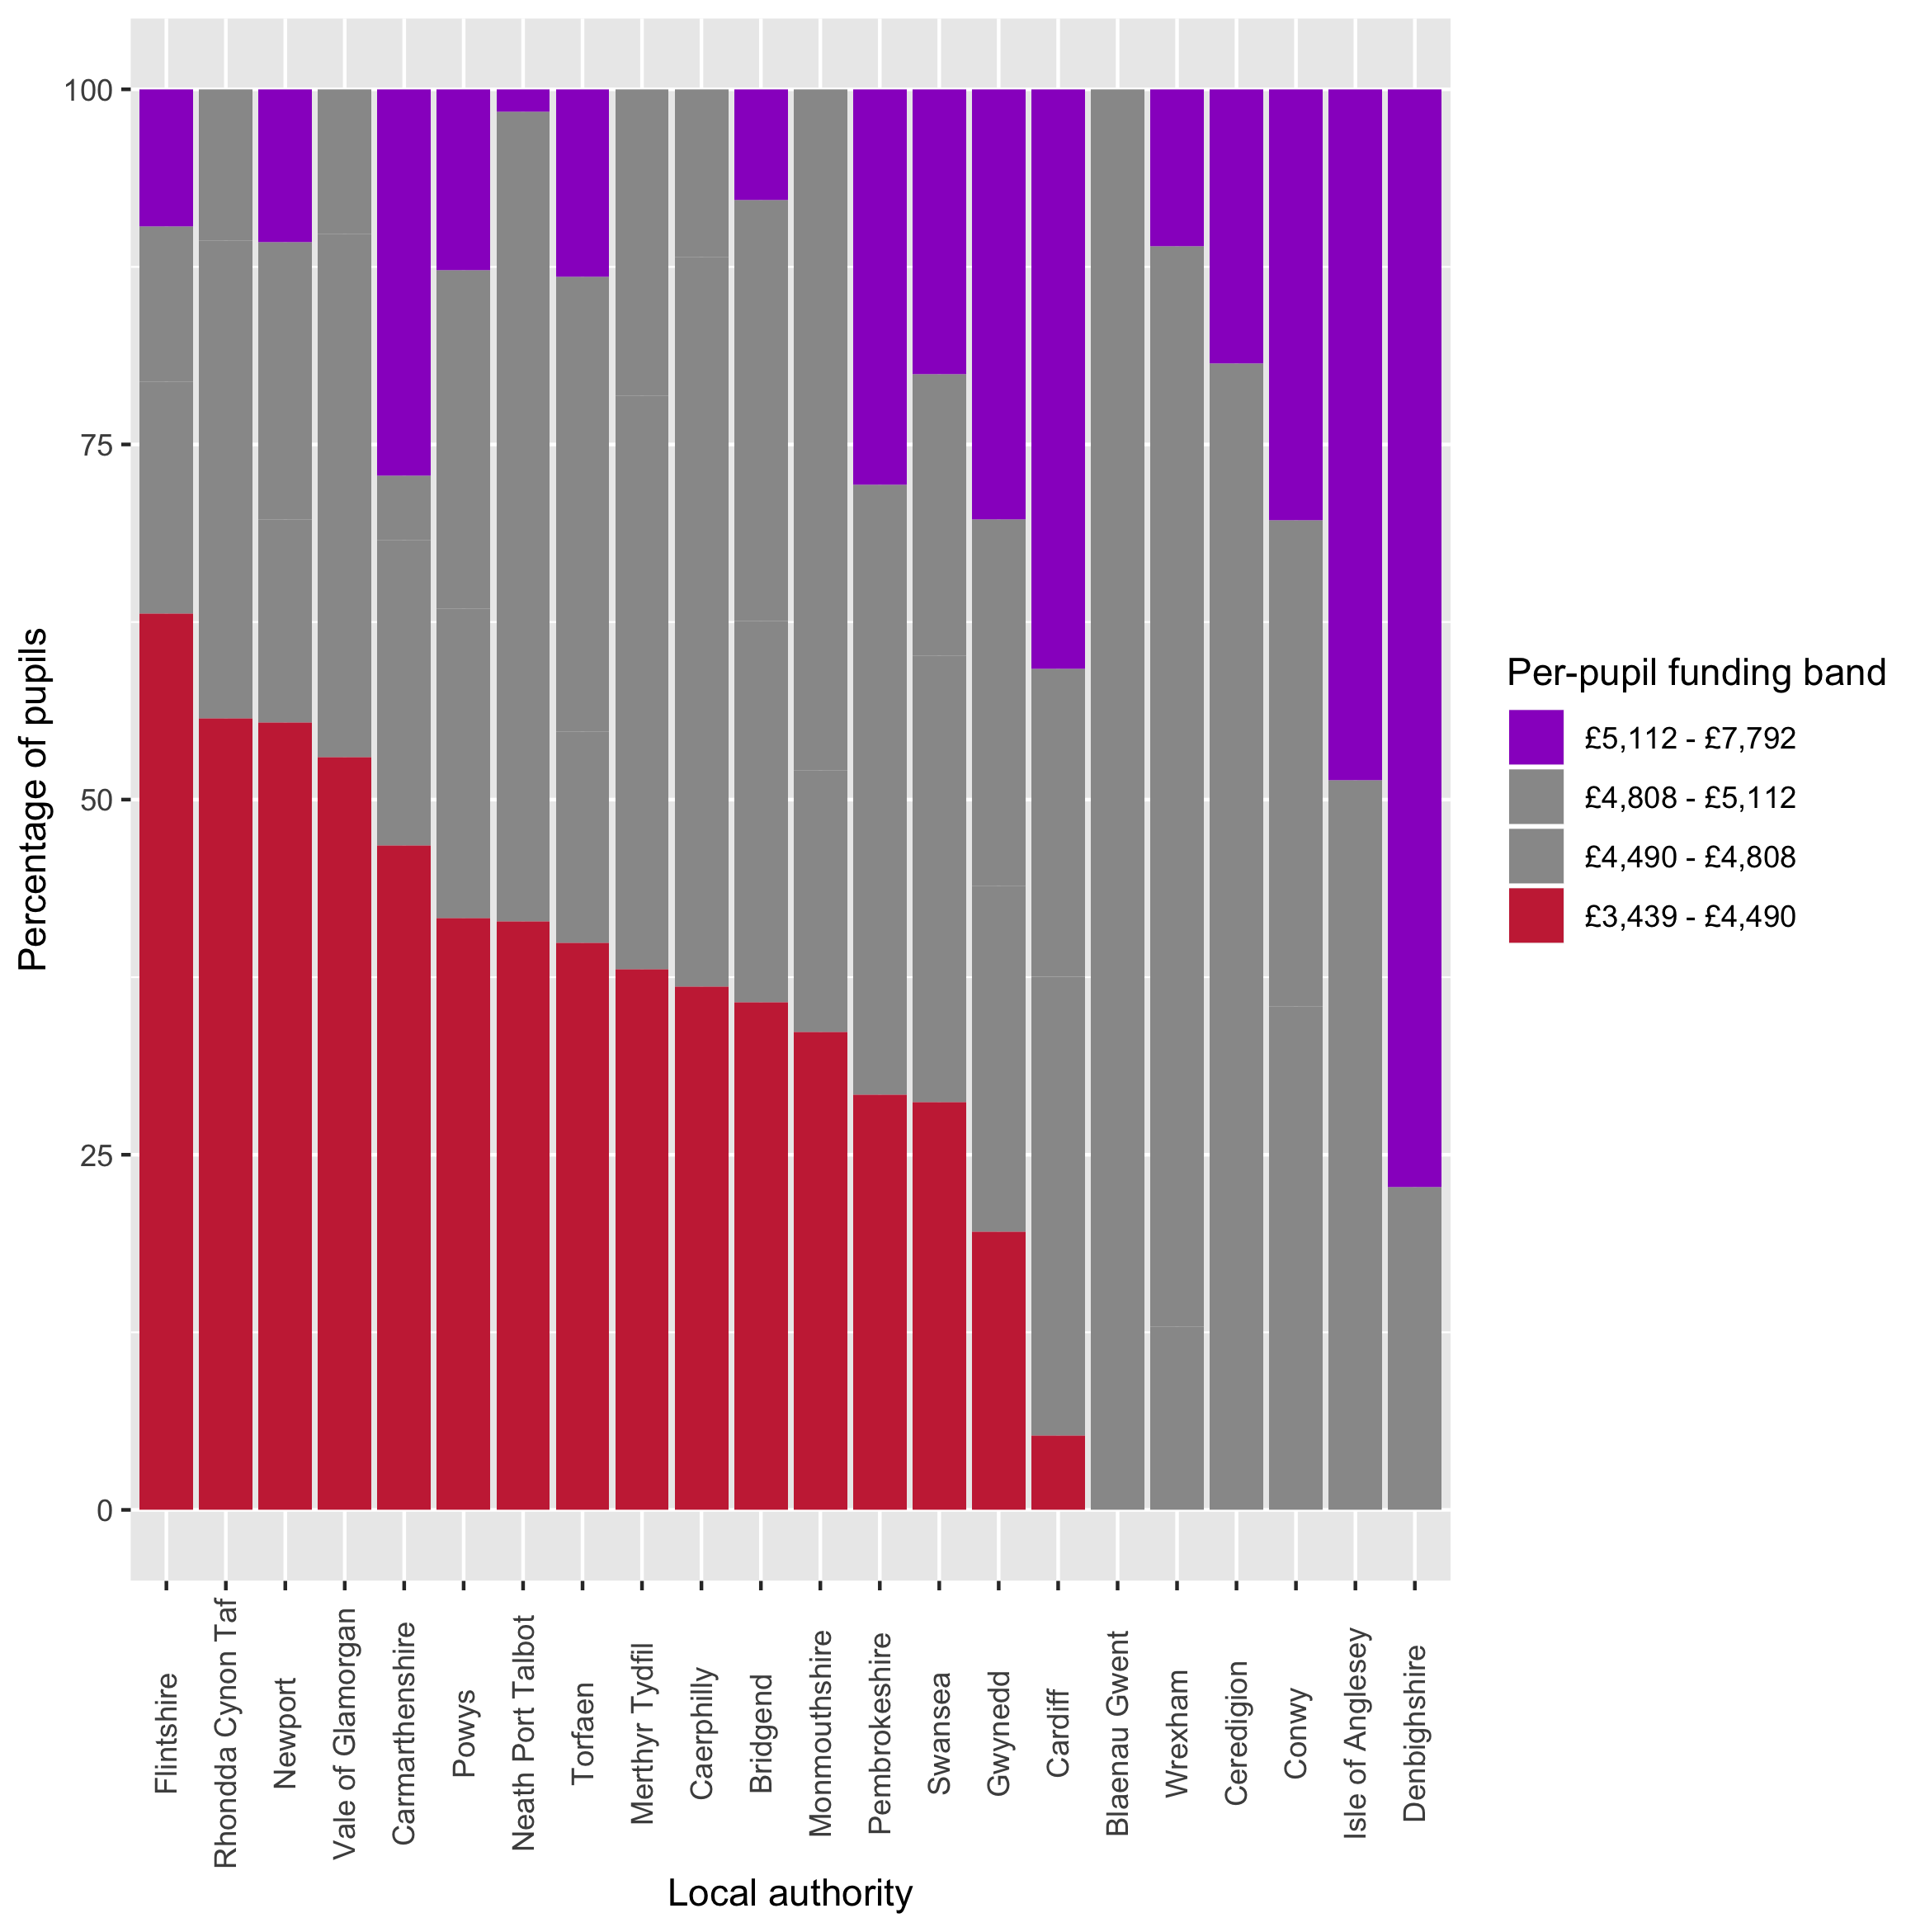 100
75
50
25
0
Percentage of pupils
Flintshire
Rhondda Cynon Taf
Newport
Vale of Glamorgan
Carmarthenshire
Powys
Neath Port Talbot
Torfaen
Merthyr Tydfil
Caerphilly
Bridgend
Monmouthshire
Pembrokeshire
Swansea
Gwynedd
Cardiff
Blaenau Gwent
Wrexham
Ceredigion
Conwy
Isle of Anglesey
Denbighshire
Local authority
Per-pupil funding band
£5,112 - £7,792
£4,808 - £5,112
£4,490 - £4,808
£3,439 - £4,490